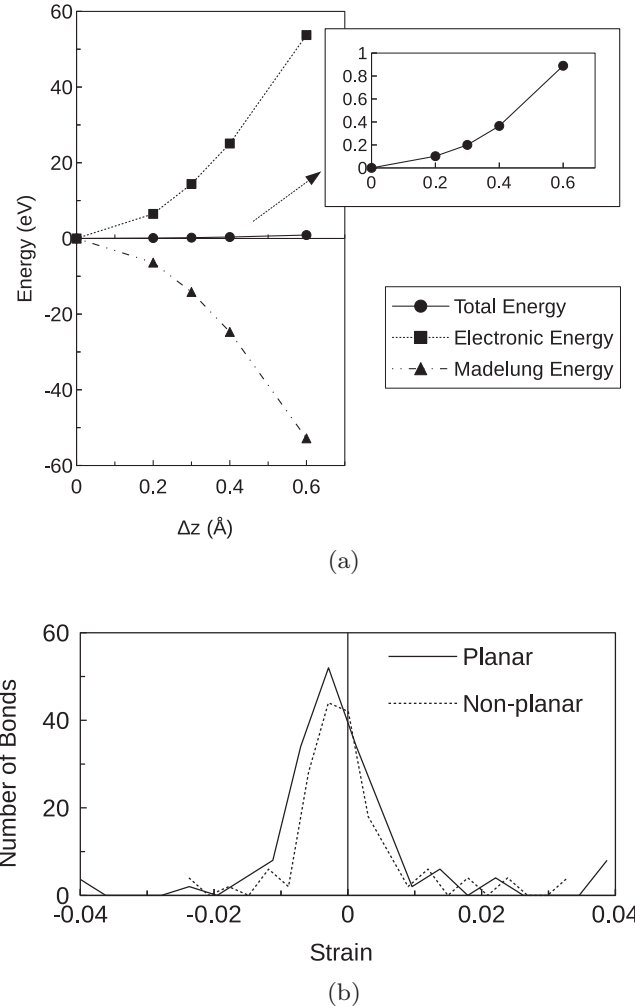 60
40
20
0
-20
-40
-60
Energy (eV)
0
0.2
0.4
0.6
Δz (Å)
1
0.8
0.6
0.4
0.2
0
0
0.2
0.4
0.6
Total Energy
Electronic Energy
Madelung Energy
(a)
60
40
20
0
Number of Bonds
Planar
Non-planar
-0.04
-0.02
0
0.02
0.04
Strain
(b)